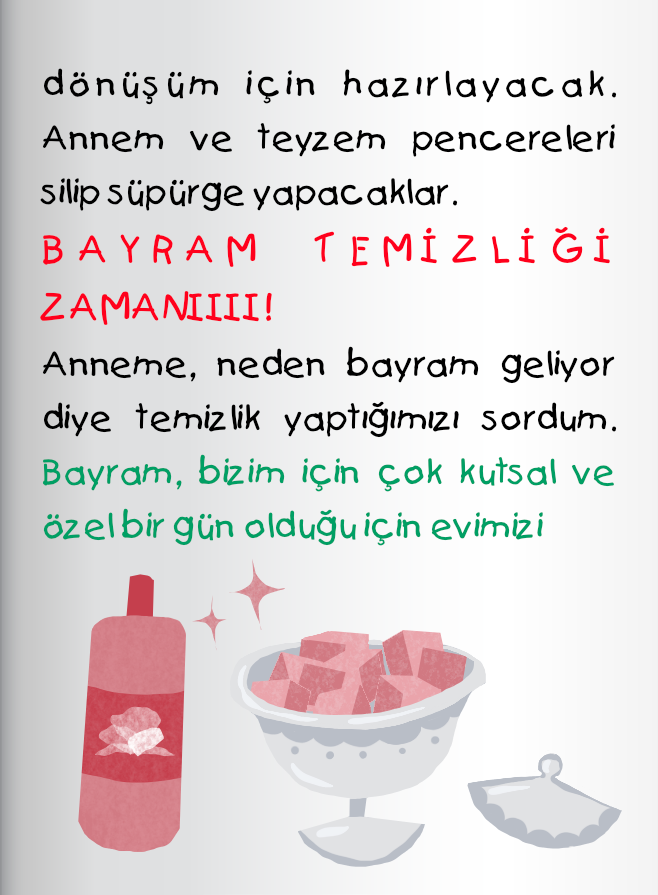 dönüşüm için hazırlayacak.
Annem ve teyzem pencereleri
silip süpürge yapacaklar.
BAYRAM TEMİZLİĞİ
ZAMANIIII!
Anneme, neden bayram geliyor
diye temizlik yaptığımızı sordum.
Bayram, bizim için çok kutsal ve
özel bir gün olduğu için evimizi